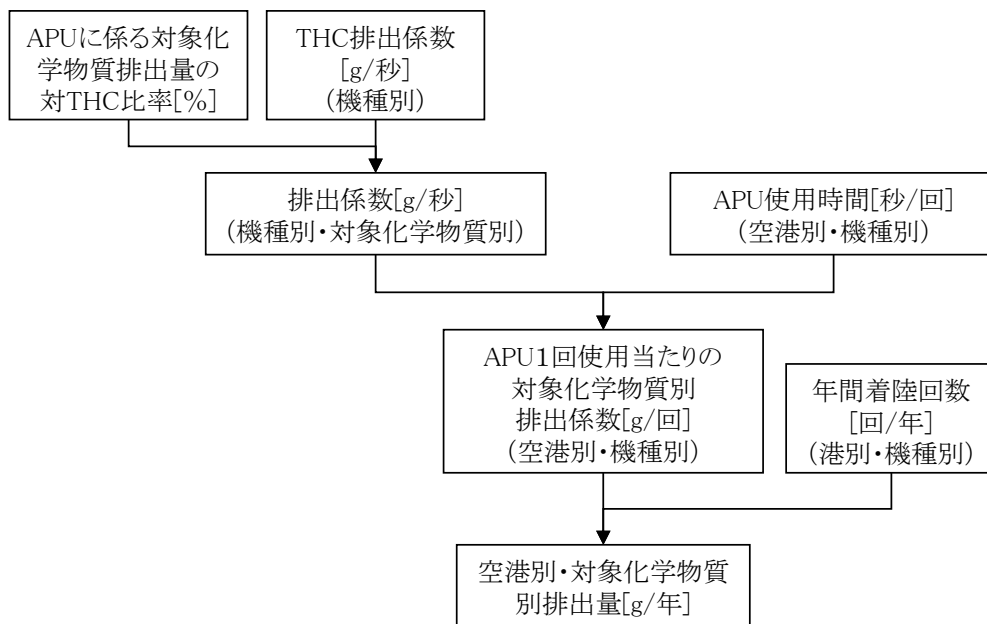 APUに係る対象化
学物質排出量の
対THC比率[%]
THC排出係数
[g/秒]
(機種別)
排出係数[g/秒]
(機種別・対象化学物質別)
APU使用時間[秒/回]
(空港別・機種別)
APU1回使用当たりの
対象化学物質別
排出係数[g/回]
(空港別・機種別)
年間着陸回数
[回/年]
(港別・機種別)
空港別・対象化学物質
別排出量[g/年]